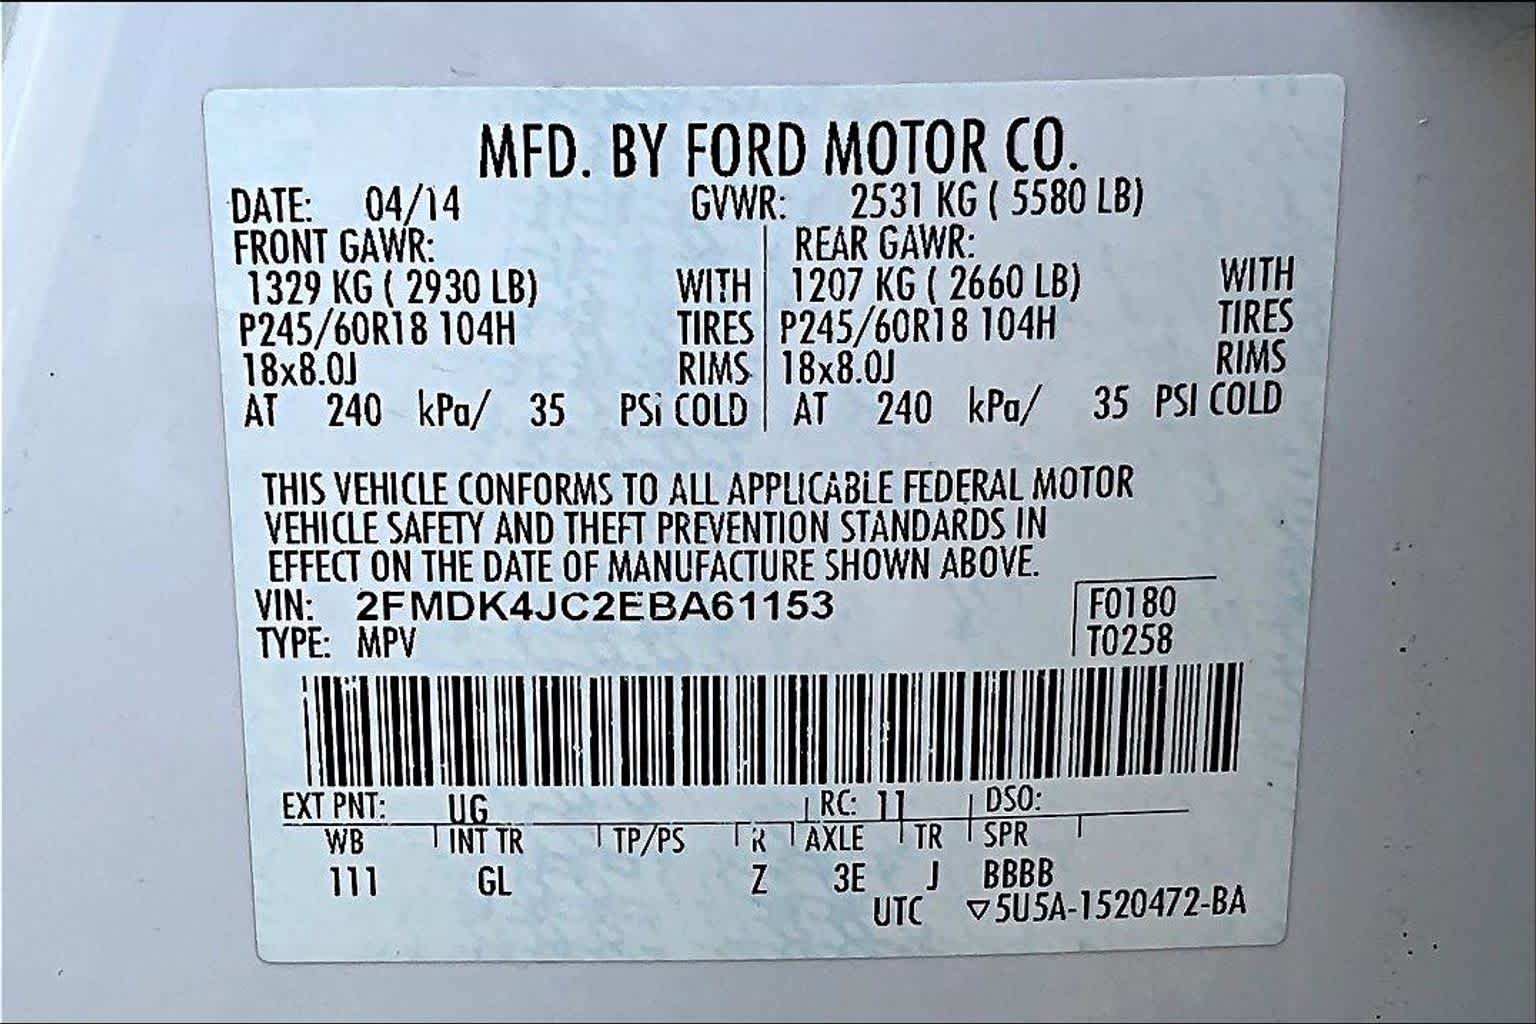 MFD. BY FORD MOTOR CO.
DATE: 04/14 GVWR: 2531 KG ( 5580 LB)
FRONT GAWR: REAR GAWR:
1329 KG ( 2930 LB) WITH 1207 KG ( 2660 LB) WITH
P245/60R18 104H TIRES P245/60R18 104H TIRES
18x8.0J RIMS 18x8.0J RIMS
AT 240 kPa/ 35 PSi COLD AT 240 kPa/ 35 PSI COLD
THIS VEHICLE CONFORMS TO ALL APPLICABLE FEDERAL MOTOR
VEHICLE SAFETY AND THEFT PREVENTION STANDARDS IN
EFFECT ON THE DATE OF MANUFACTURE SHOWN ABOVE.
VIN: 2FMDK4JC2EBA61153 F0180
TYPE: MPV T0258
EXT PNT: UG RC: 11 DSO:
WB INT TR TP/PS R AXLE TR SPR
111 GL Z 3E J BBBB
UTC ▽5U5A-1520472-BA